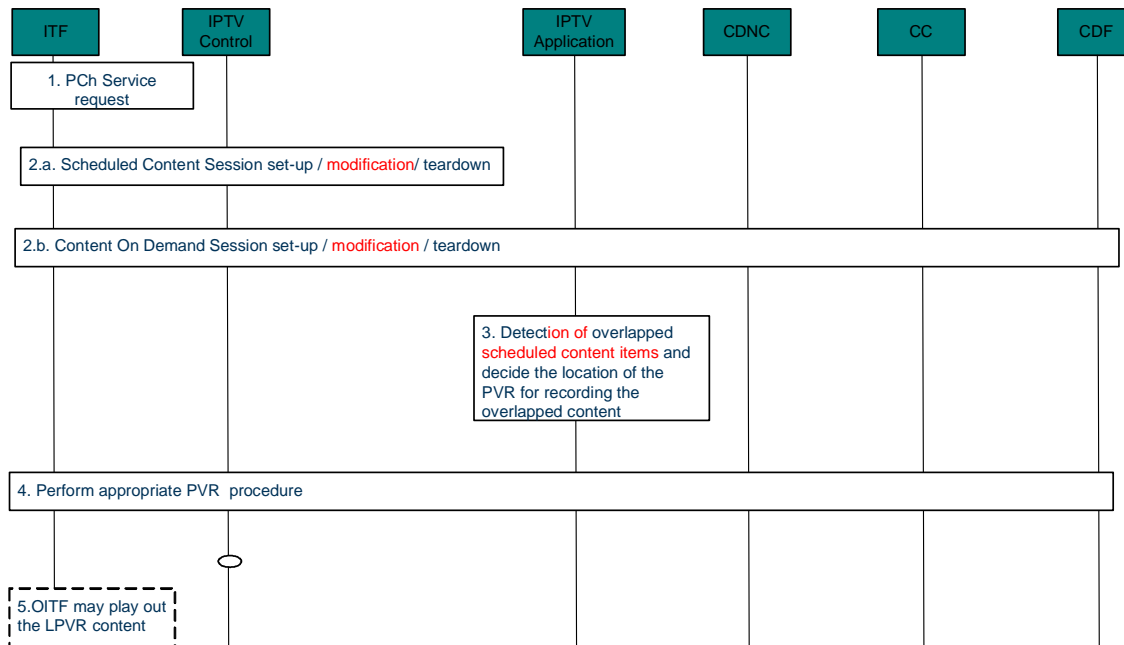 ITF
IPTV
Control
IPTV
Application
CDNC
CC
CDF
1. PCh Service
request
2.a. Scheduled Content Session set-up / modification/ teardown
2.b. Content On Demand Session set-up / modification / teardown
3. Detection of overlapped
scheduled content items and
decide the location of the
PVR for recording the
overlapped content
4. Perform appropriate PVR procedure
5.OITF may play out
the LPVR content